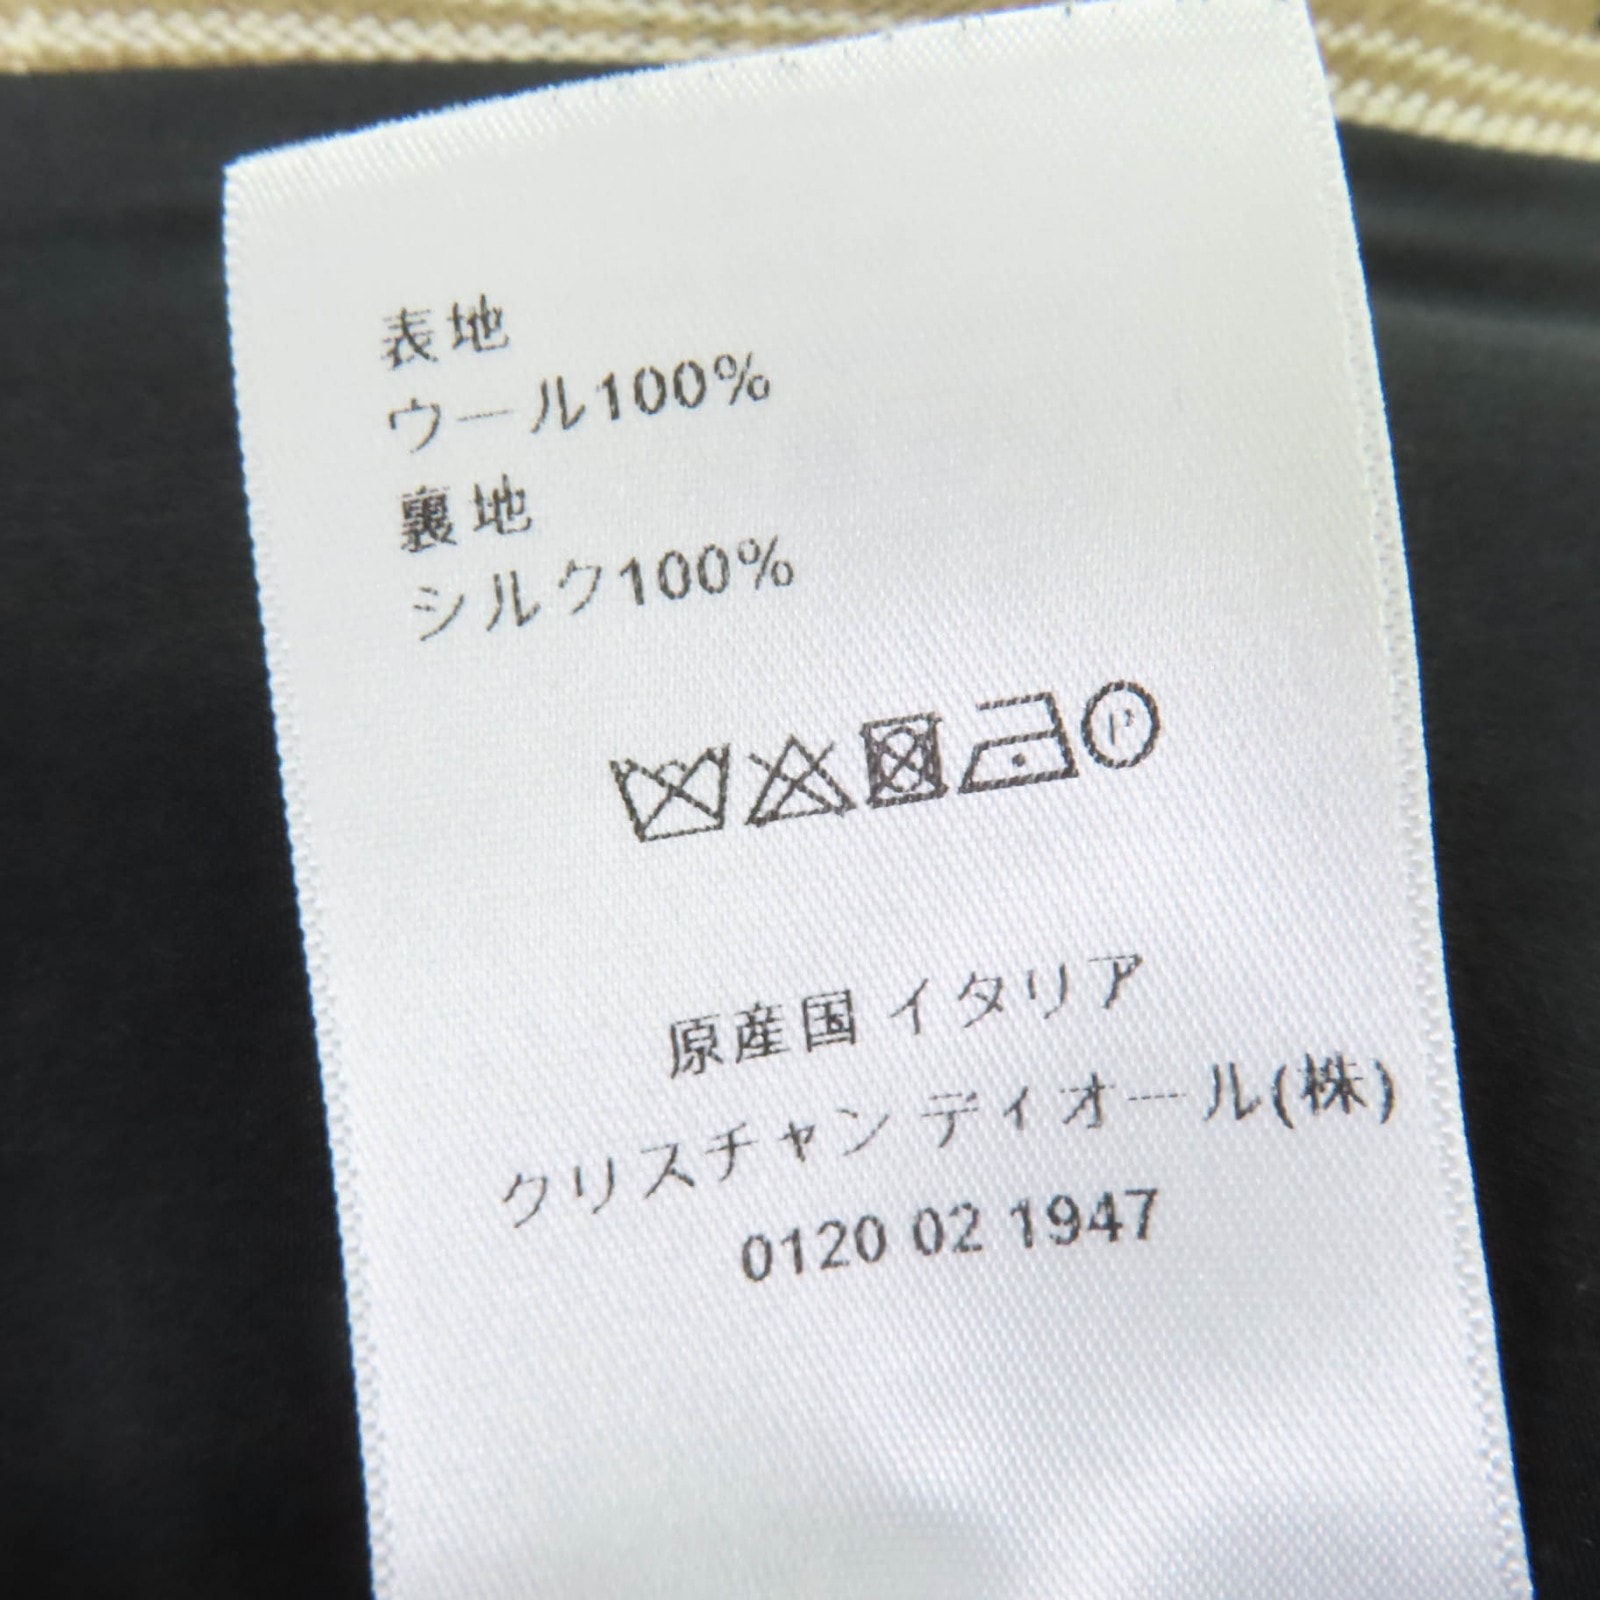 表地
ウール100%
裏地
シルク100%
P
原産国 イタリア
クリスチャン ディオール(株)
0120 02 1947